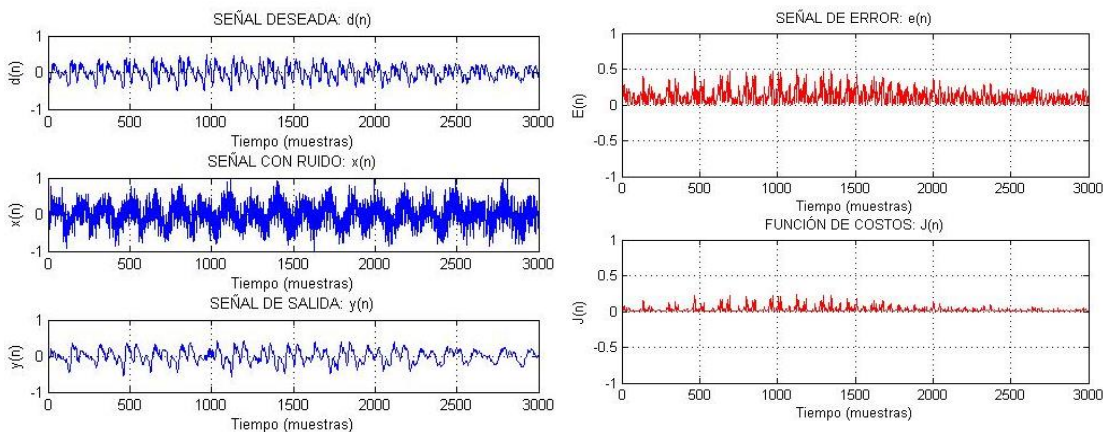 SEÑAL DESEADA: d(n)
1
0
-1
d(n)
0 500 1000 1500 2000 2500 3000
Tiempo (muestras)
SEÑAL CON RUIDO: x(n)
1
0
-1
x(n)
0 500 1000 1500 2000 2500 3000
Tiempo (muestras)
SEÑAL DE SALIDA: y(n)
1
0
-1
y(n)
0 500 1000 1500 2000 2500 3000
Tiempo (muestras)
SEÑAL DE ERROR: e(n)
1
0.5
0
-0.5
-1
E(n)
0 500 1000 1500 2000 2500 3000
Tiempo (muestras)
FUNCIÓN DE COSTOS: J(n)
1
0.5
0
-0.5
-1
J(n)
0 500 1000 1500 2000 2500 3000
Tiempo (muestras)